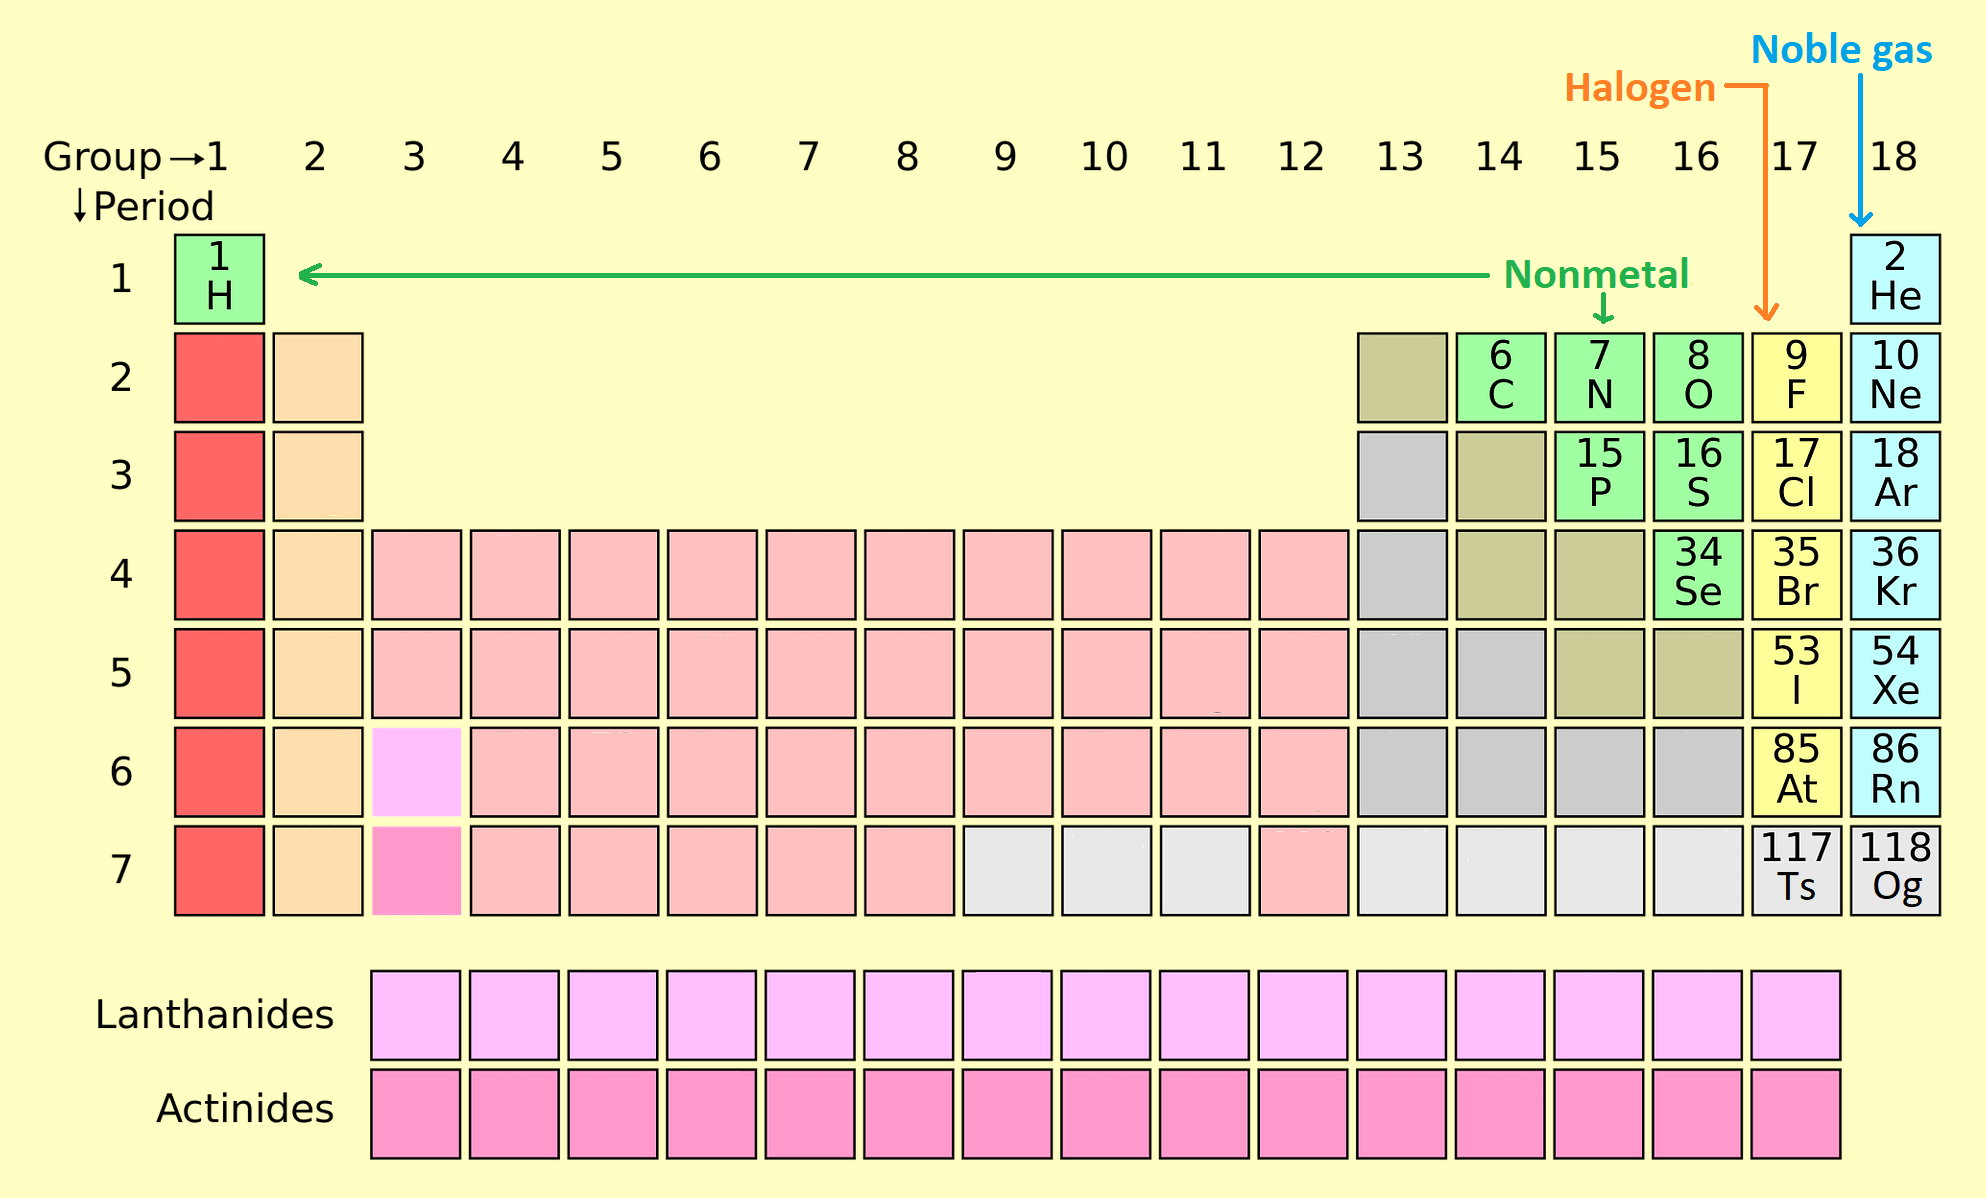 Noble gas
Halogen
Group →1 2 3 4 5 6 7 8 9 10 11 12 13 14 15 16 17 18
↓Period
1 1 H Nonmetal 2 He
2 6 C 7 N 8 O 9 F 10 Ne
3 15 P 16 S 17 Cl 18 Ar
4 34 Se 35 Br 36 Kr
5 53 I 54 Xe
6 85 At 86 Rn
7 117 Ts 118 Og
Lanthanides
Actinides